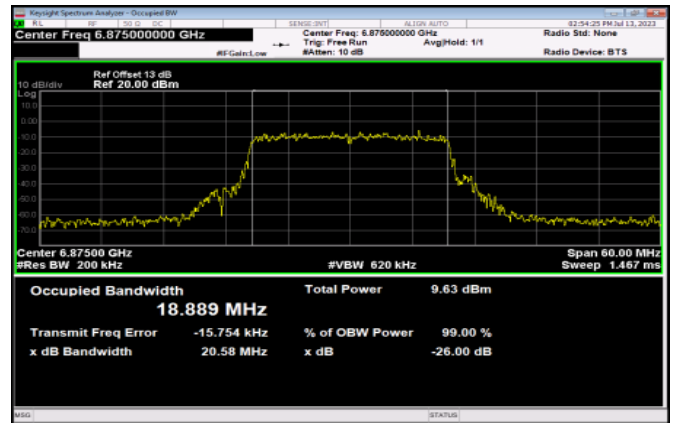 Keysight Spectrum Analyzer - Occupied BW
RL RF 50 Ω DC SENSE:INT ALIGN AUTO 02:54:25 PM Jul 13, 2023
Center Freq 6.875000000 GHz Center Freq: 6.875000000 GHz Radio Std: None
Trig: Free Run Avg|Hold: 1/1
#IFGain:Low #Atten: 10 dB Radio Device: BTS
Ref Offset 13 dB
10 dB/div Ref 20.00 dBm
Log
10.0
0.00
-10.0
-20.0
-30.0
-40.0
-50.0
-60.0
-70.0
Center 6.87500 GHz Span 60.00 MHz
#Res BW 200 kHz #VBW 620 kHz Sweep 1.467 ms
Occupied Bandwidth Total Power 9.63 dBm
18.889 MHz
Transmit Freq Error -15.754 kHz % of OBW Power 99.00 %
x dB Bandwidth 20.58 MHz x dB -26.00 dB
MSG STATUS